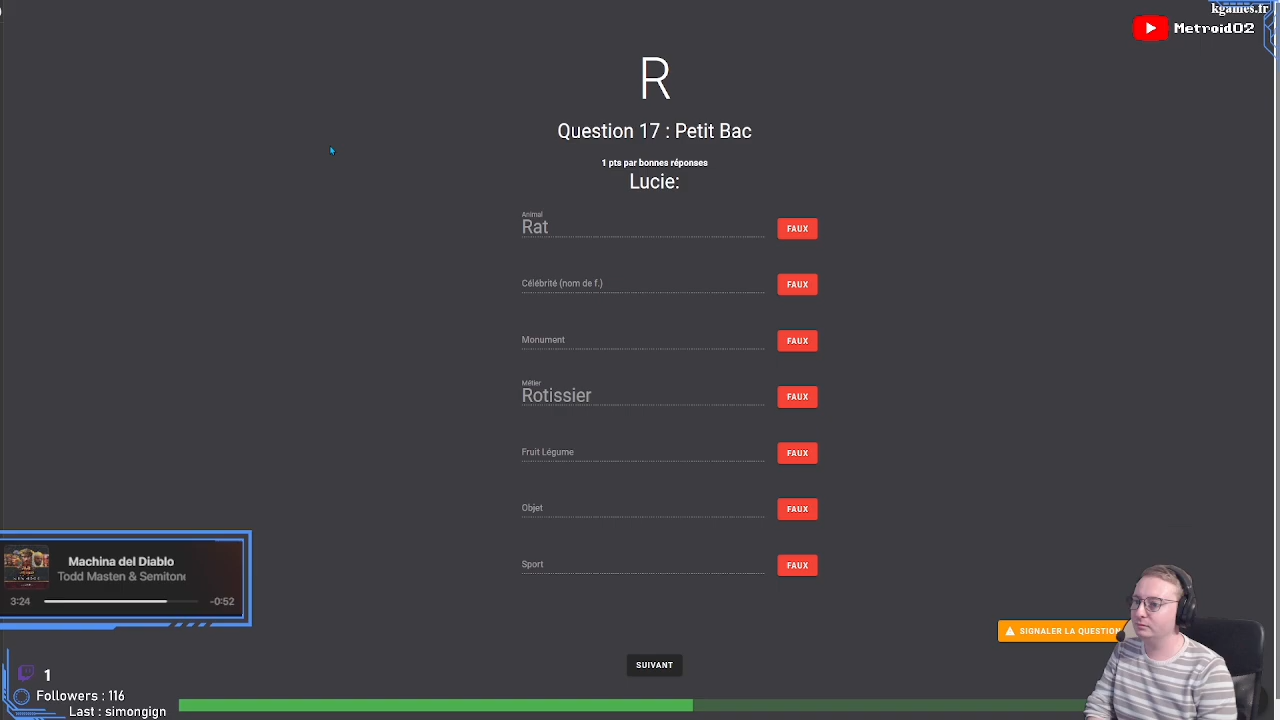 kgames.fr
Metroid02
R
Question 17 : Petit Bac
1 pts par bonnes réponses
Lucie:
Animal
Rat
FAUX
Célébrité (nom de f.)
FAUX
Monument
FAUX
Métier
Rotissier
FAUX
Fruit Légume
FAUX
Objet
FAUX
Sport
FAUX
Machina del Diablo
Todd Masten & Semitone
3:24
-0:52
SIGNALER LA QUESTION
SUIVANT
1
Followers : 116
Last : simongign